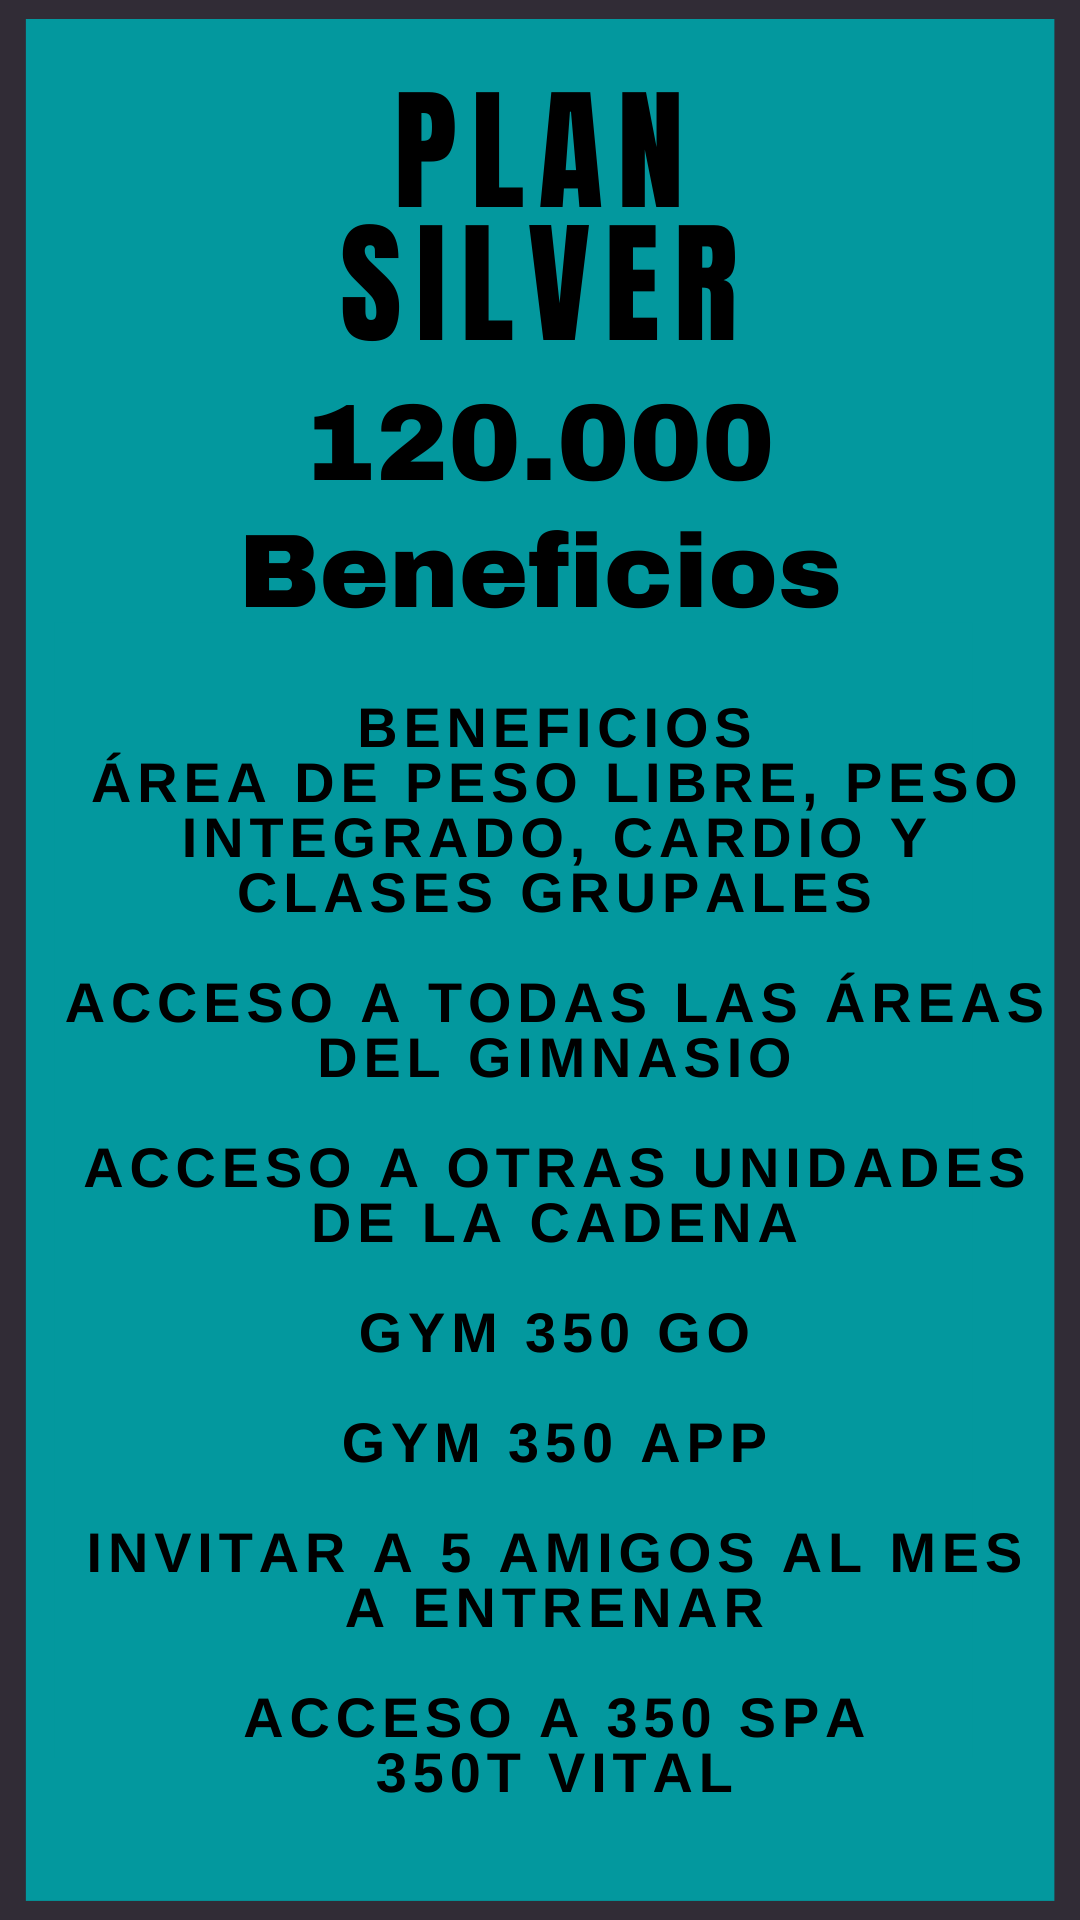 PLAN
SILVER
120.000
Beneficios
BENEFICIOS
ÁREA DE PESO LIBRE, PESO
INTEGRADO, CARDIO Y
CLASES GRUPALES
ACCESO A TODAS LAS ÁREAS
DEL GIMNASIO
ACCESO A OTRAS UNIDADES
DE LA CADENA
GYM 350 GO
GYM 350 APP
INVITAR A 5 AMIGOS AL MES
A ENTRENAR
ACCESO A 350 SPA
350T VITAL